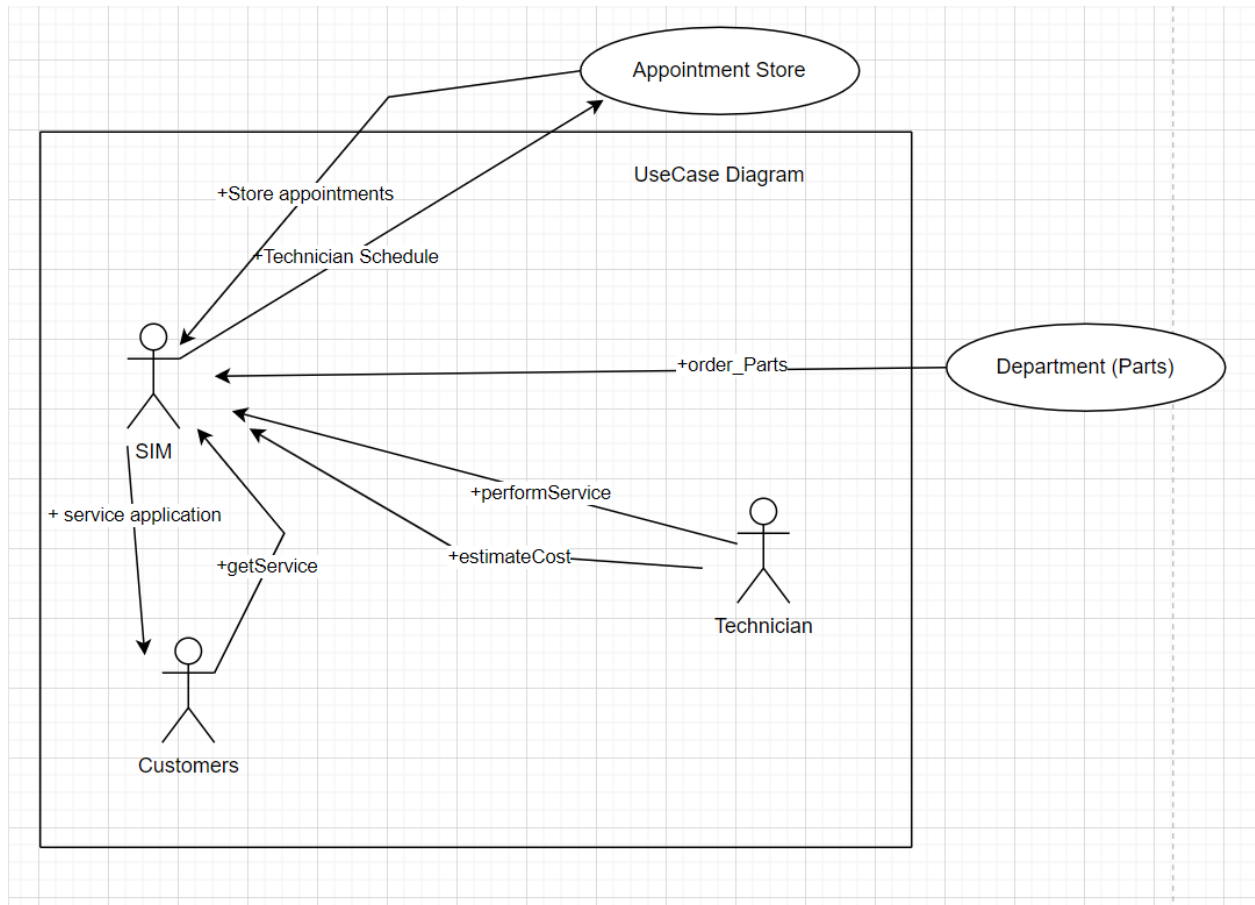 Appointment Store
UseCase Diagram
+Store appointments
+Technician Schedule
+order_Parts
Department (Parts)
SIM
+performService
+ service application
+estimateCost
+getService
Technician
Customers